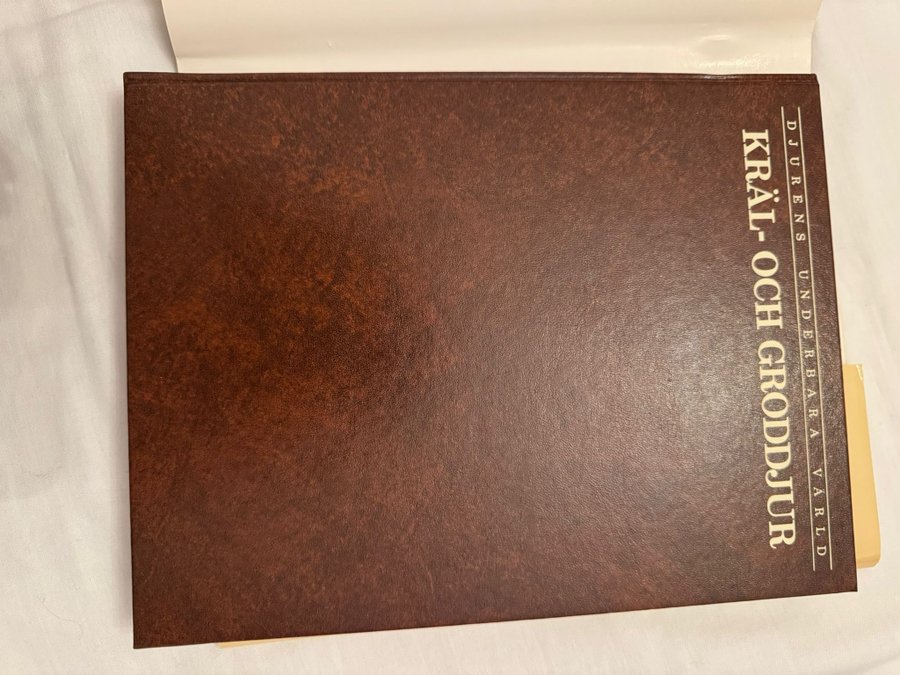 DJURENS UNDERBARA VÄRLD
KRÄL- OCH GRODDJUR